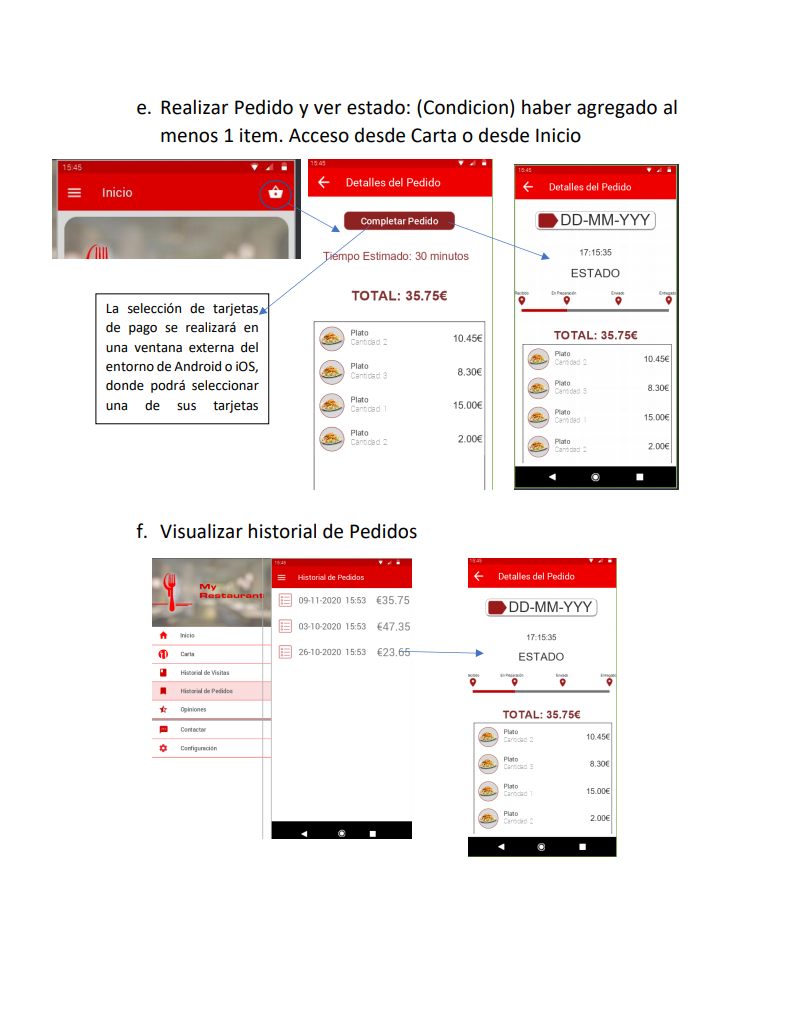 e. Realizar Pedido y ver estado: (Condicion) haber agregado al
menos 1 item. Acceso desde Carta o desde Inicio
15:45
Inicio
15:45
Detalles del Pedido
Completar Pedido
Tiempo Estimado: 30 minutos
TOTAL: 35.75€
Plato
Cantidad: 2
10.45€
Plato
Cantidad: 3
8.30€
Plato
Cantidad: 1
15.00€
Plato
Cantidad: 2
2.00€
15:45
Detalles del Pedido
DD-MM-YYY
17:15:35
ESTADO
Recibido En Preparación Enviado Entregado
TOTAL: 35.75€
Plato
Cantidad: 2
10.45€
Plato
Cantidad: 3
8.30€
Plato
Cantidad: 1
15.00€
Plato
Cantidad: 2
2.00€
La selección de tarjetas
de pago se realizará en
una ventana externa del
entorno de Android o iOS,
donde podrá seleccionar
una de sus tarjetas
f. Visualizar historial de Pedidos
My
Restaurant
Inicio
Carta
Historial de Visitas
Historial de Pedidos
Opiniones
Contactar
Configuración
15:45
Historial de Pedidos
09-11-2020 15:53 €35.75
03-10-2020 15:53 €47.35
26-10-2020 15:53 €23.65
15:45
Detalles del Pedido
DD-MM-YYY
17:15:35
ESTADO
En Preparación Enviado
TOTAL: 35.75€
Plato
Cantidad: 2
10.45€
Plato
Cantidad: 3
8.30€
Plato
Cantidad: 1
15.00€
Plato
Cantidad: 2
2.00€